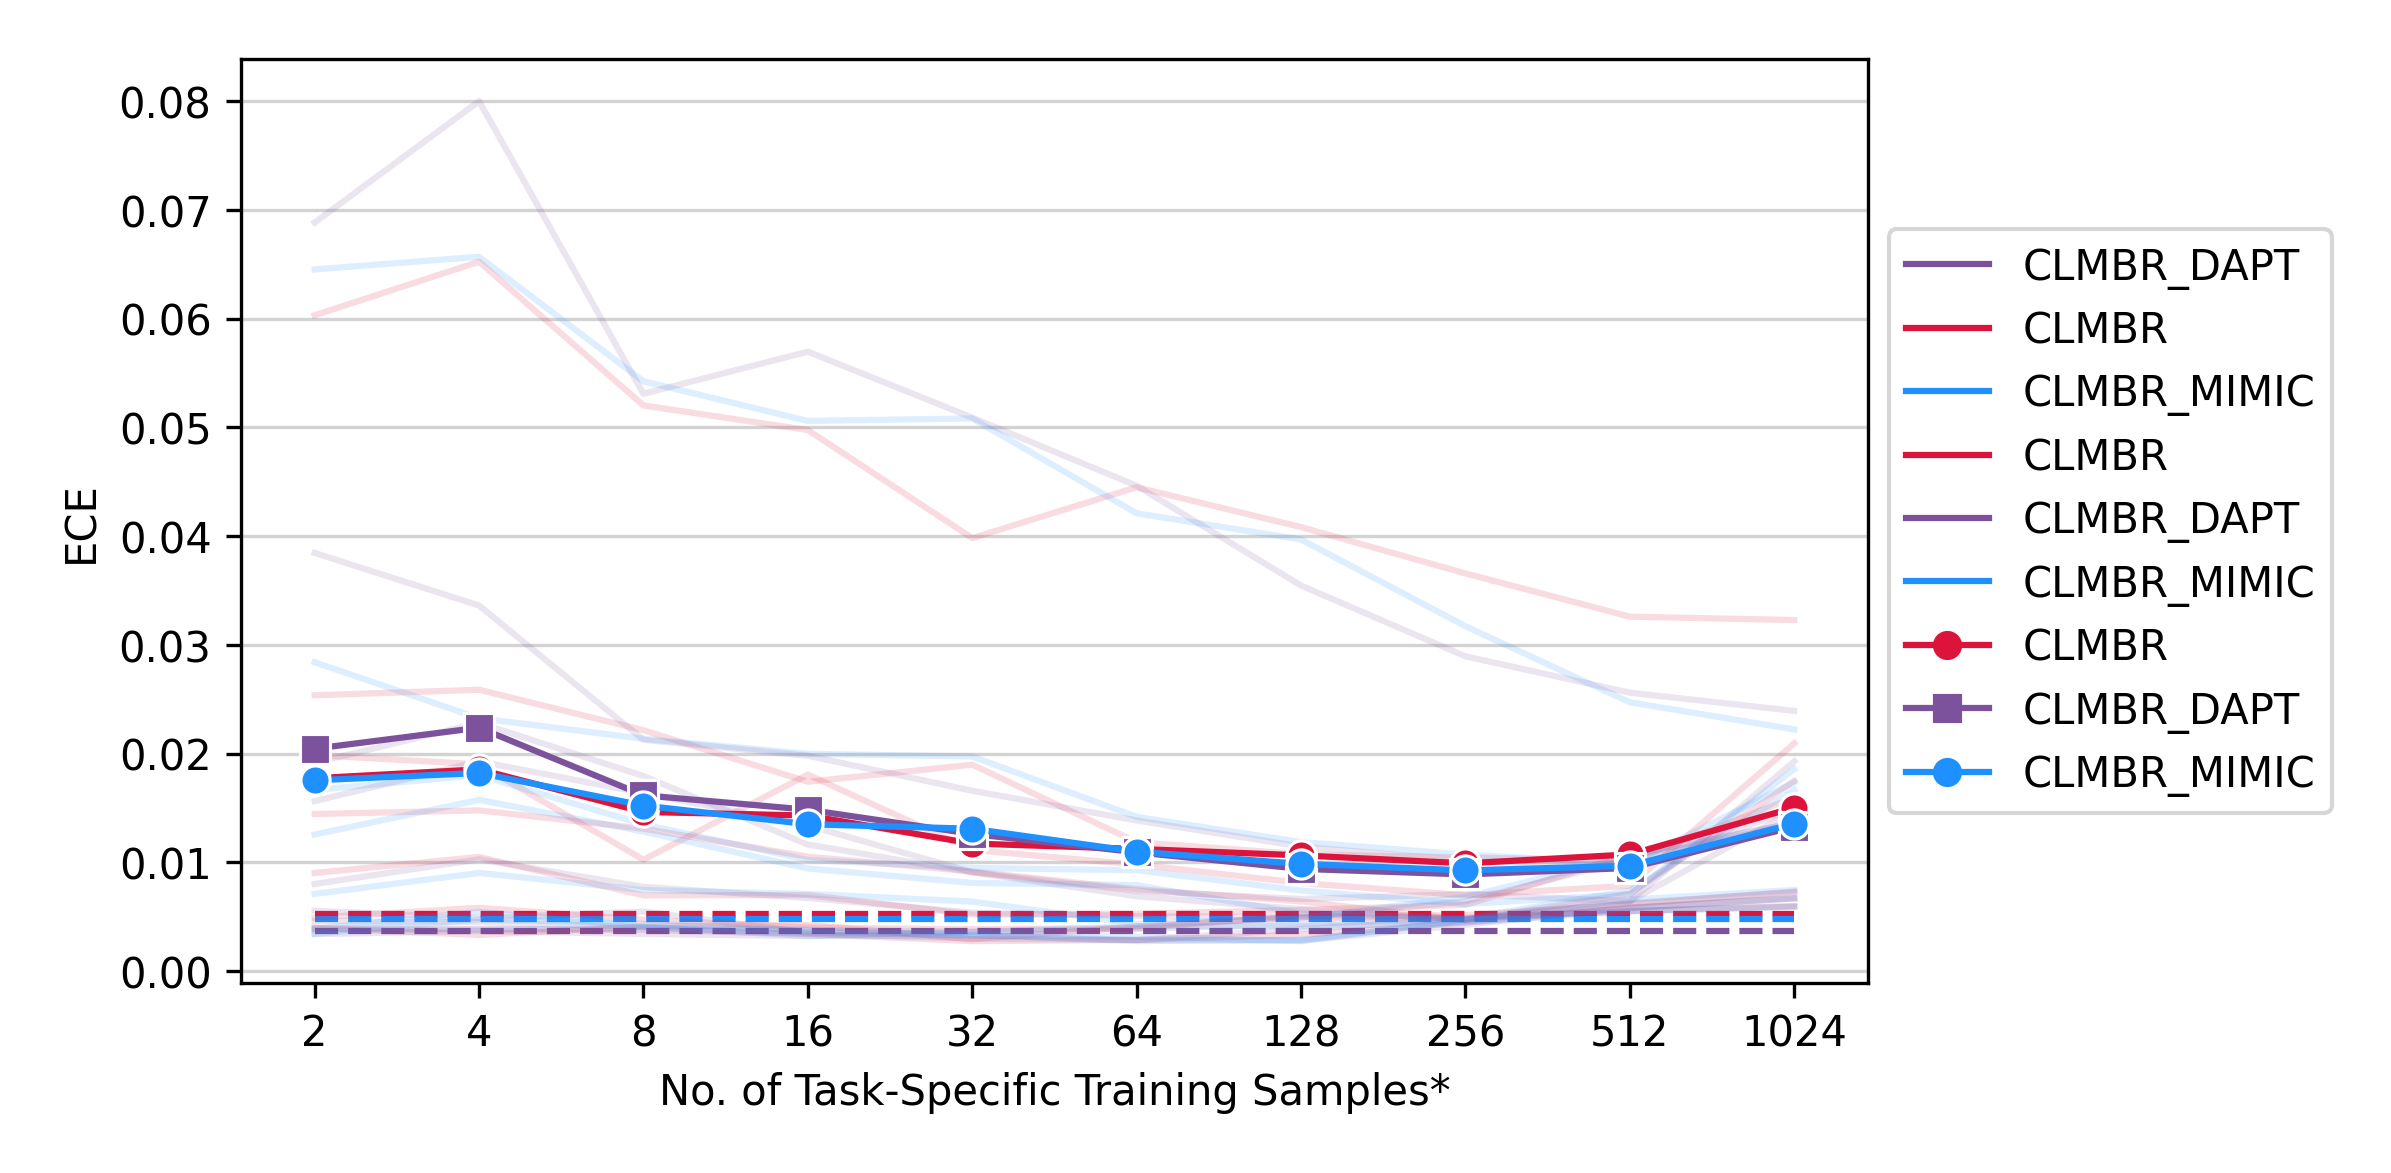 0.08
0.07
0.06
0.05
0.04
0.03
0.02
0.01
0.00
ECE
2 4 8 16 32 64 128 256 512 1024
No. of Task-Specific Training Samples*
CLMBR_DAPT
CLMBR
CLMBR_MIMIC
CLMBR
CLMBR_DAPT
CLMBR_MIMIC
CLMBR
CLMBR_DAPT
CLMBR_MIMIC